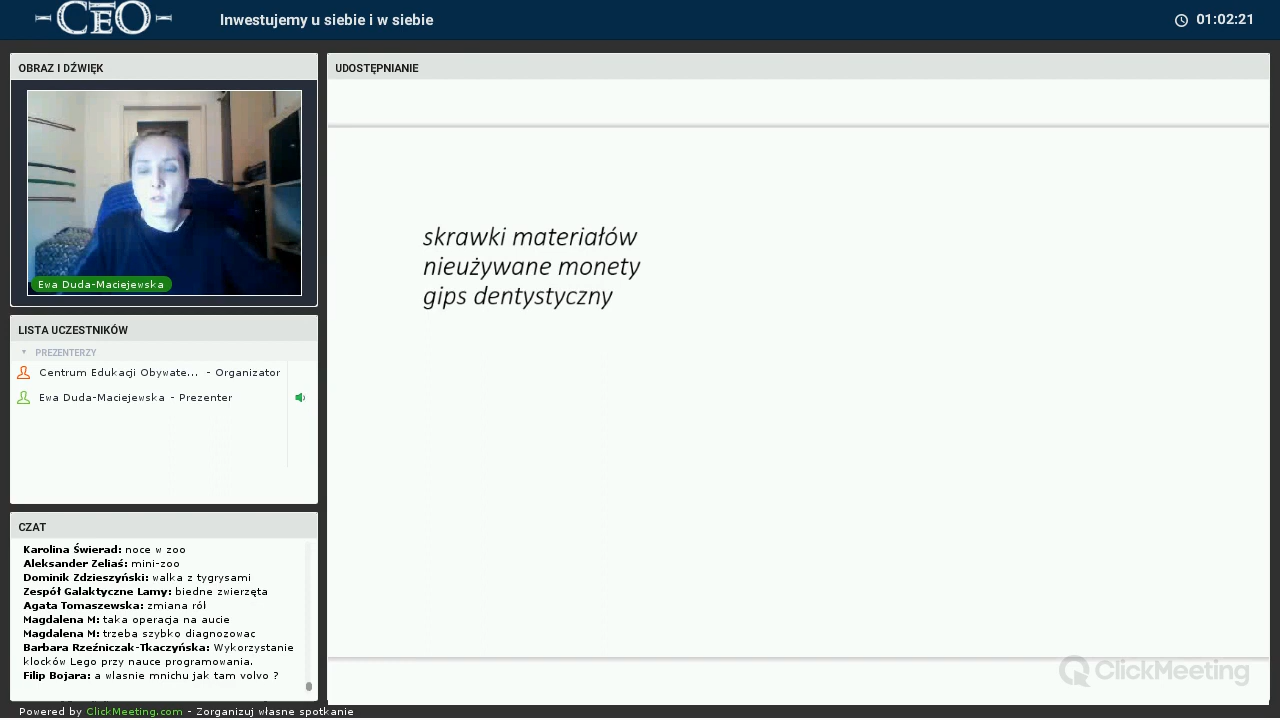 CEO
Inwestujemy u siebie i w siebie
01:02:21
OBRAZ I DŹWIĘK
Ewa Duda-Maciejewska
LISTA UCZESTNIKÓW
PREZENTERZY
Centrum Edukacji Obywate... - Organizator
Ewa Duda-Maciejewska - Prezenter
CZAT
Karolina Świerad: noce w zoo
Aleksander Zeliaś: mini-zoo
Dominik Zdzieszyński: walka z tygrysami
Zespół Galaktyczne Lamy: biedne zwierzęta
Agata Tomaszewska: zmiana ról
Magdalena M: taka operacja na aucie
Magdalena M: trzeba szybko diagnozowac
Barbara Rzeźniczak-Tkaczyńska: Wykorzystanie
klocków Lego przy nauce programowania.
Filip Bojara: a wlasnie mnichu jak tam volvo ?
Powered by ClickMeeting.com - Zorganizuj własne spotkanie
UDOSTĘPNIANIE
skrawki materiałów
nieużywane monety
gips dentystyczny
ClickMeeting